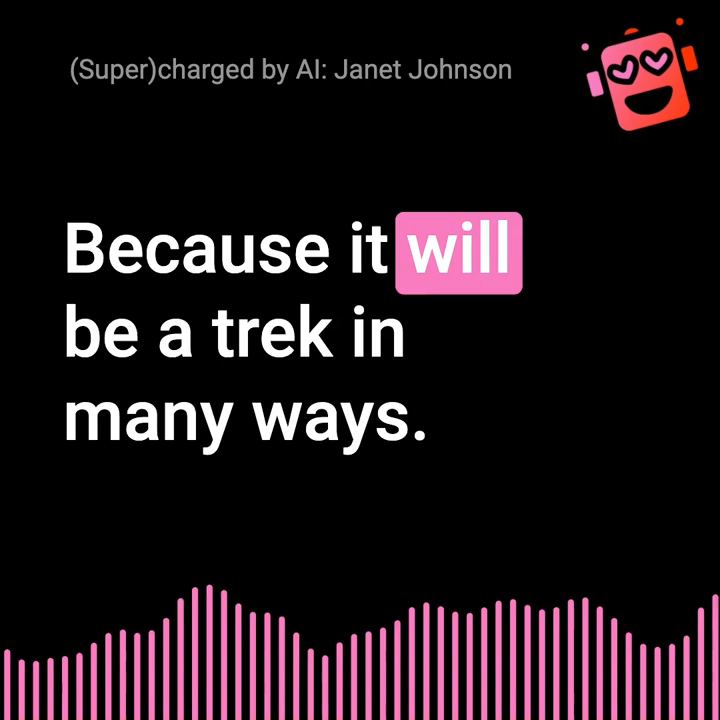 (Super)charged by AI: Janet Johnson
Because it will
be a trek in
many ways.